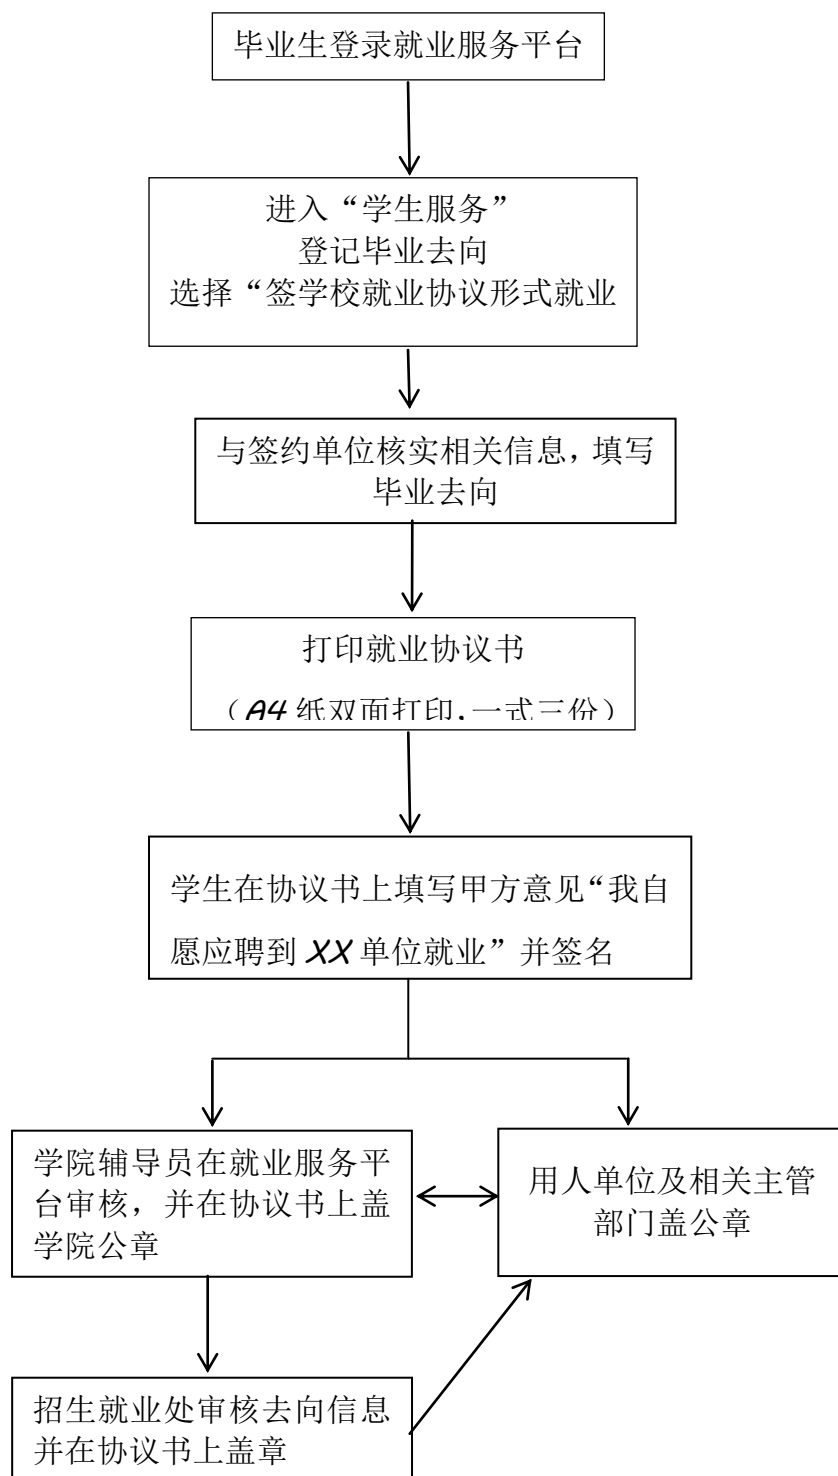 毕业生登录就业服务平台
进入“学生服务”
登记毕业去向
选择“签学校就业协议形式就业
与签约单位核实相关信息，填写
毕业去向
打印就业协议书
（A4 纸双面打印，一式三份）
学生在协议书上填写甲方意见“我自
愿应聘到 XX 单位就业”并签名
学院辅导员在就业服务平
台审核，并在协议书上盖
学院公章
用人单位及相关主管
部门盖公章
招生就业处审核去向信息
并在协议书上盖章